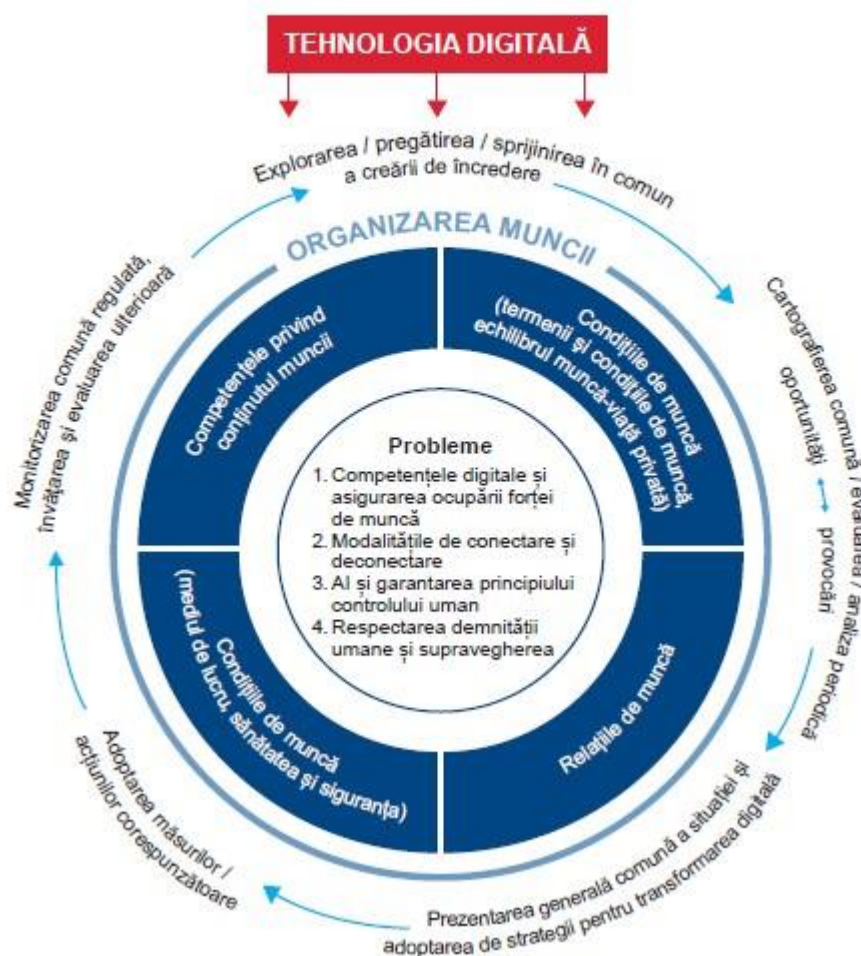 TEHNOLOGIA DIGITALĂ
Explorarea / pregătirea / sprijinirea în comun
a creării de încredere
ORGANIZAREA MUNCII
Cartografierea comună / evaluarea / analiza periodică
oportunități
provocări
Prezentarea generală comună a situației și
adoptarea de strategii pentru transformarea digitală
Adoptarea măsurilor /
acțiunilor corespunzătoare
Monitorizarea comună regulată,
învățarea și evaluarea ulterioară
Competențele privind
conținutul muncii
Condițiile de muncă
(termenii și condițiile de muncă,
echilibrul muncă-viață privată)
Relațiile de muncă
Condițiile de muncă
(mediul de lucru, sănătatea și siguranța)
Probleme
1. Competențele digitale și
asigurarea ocupării forței
de muncă
2. Modalitățile de conectare și
deconectare
3. AI și garantarea principiului
controlului uman
4. Respectarea demnității
umane și supravegherea